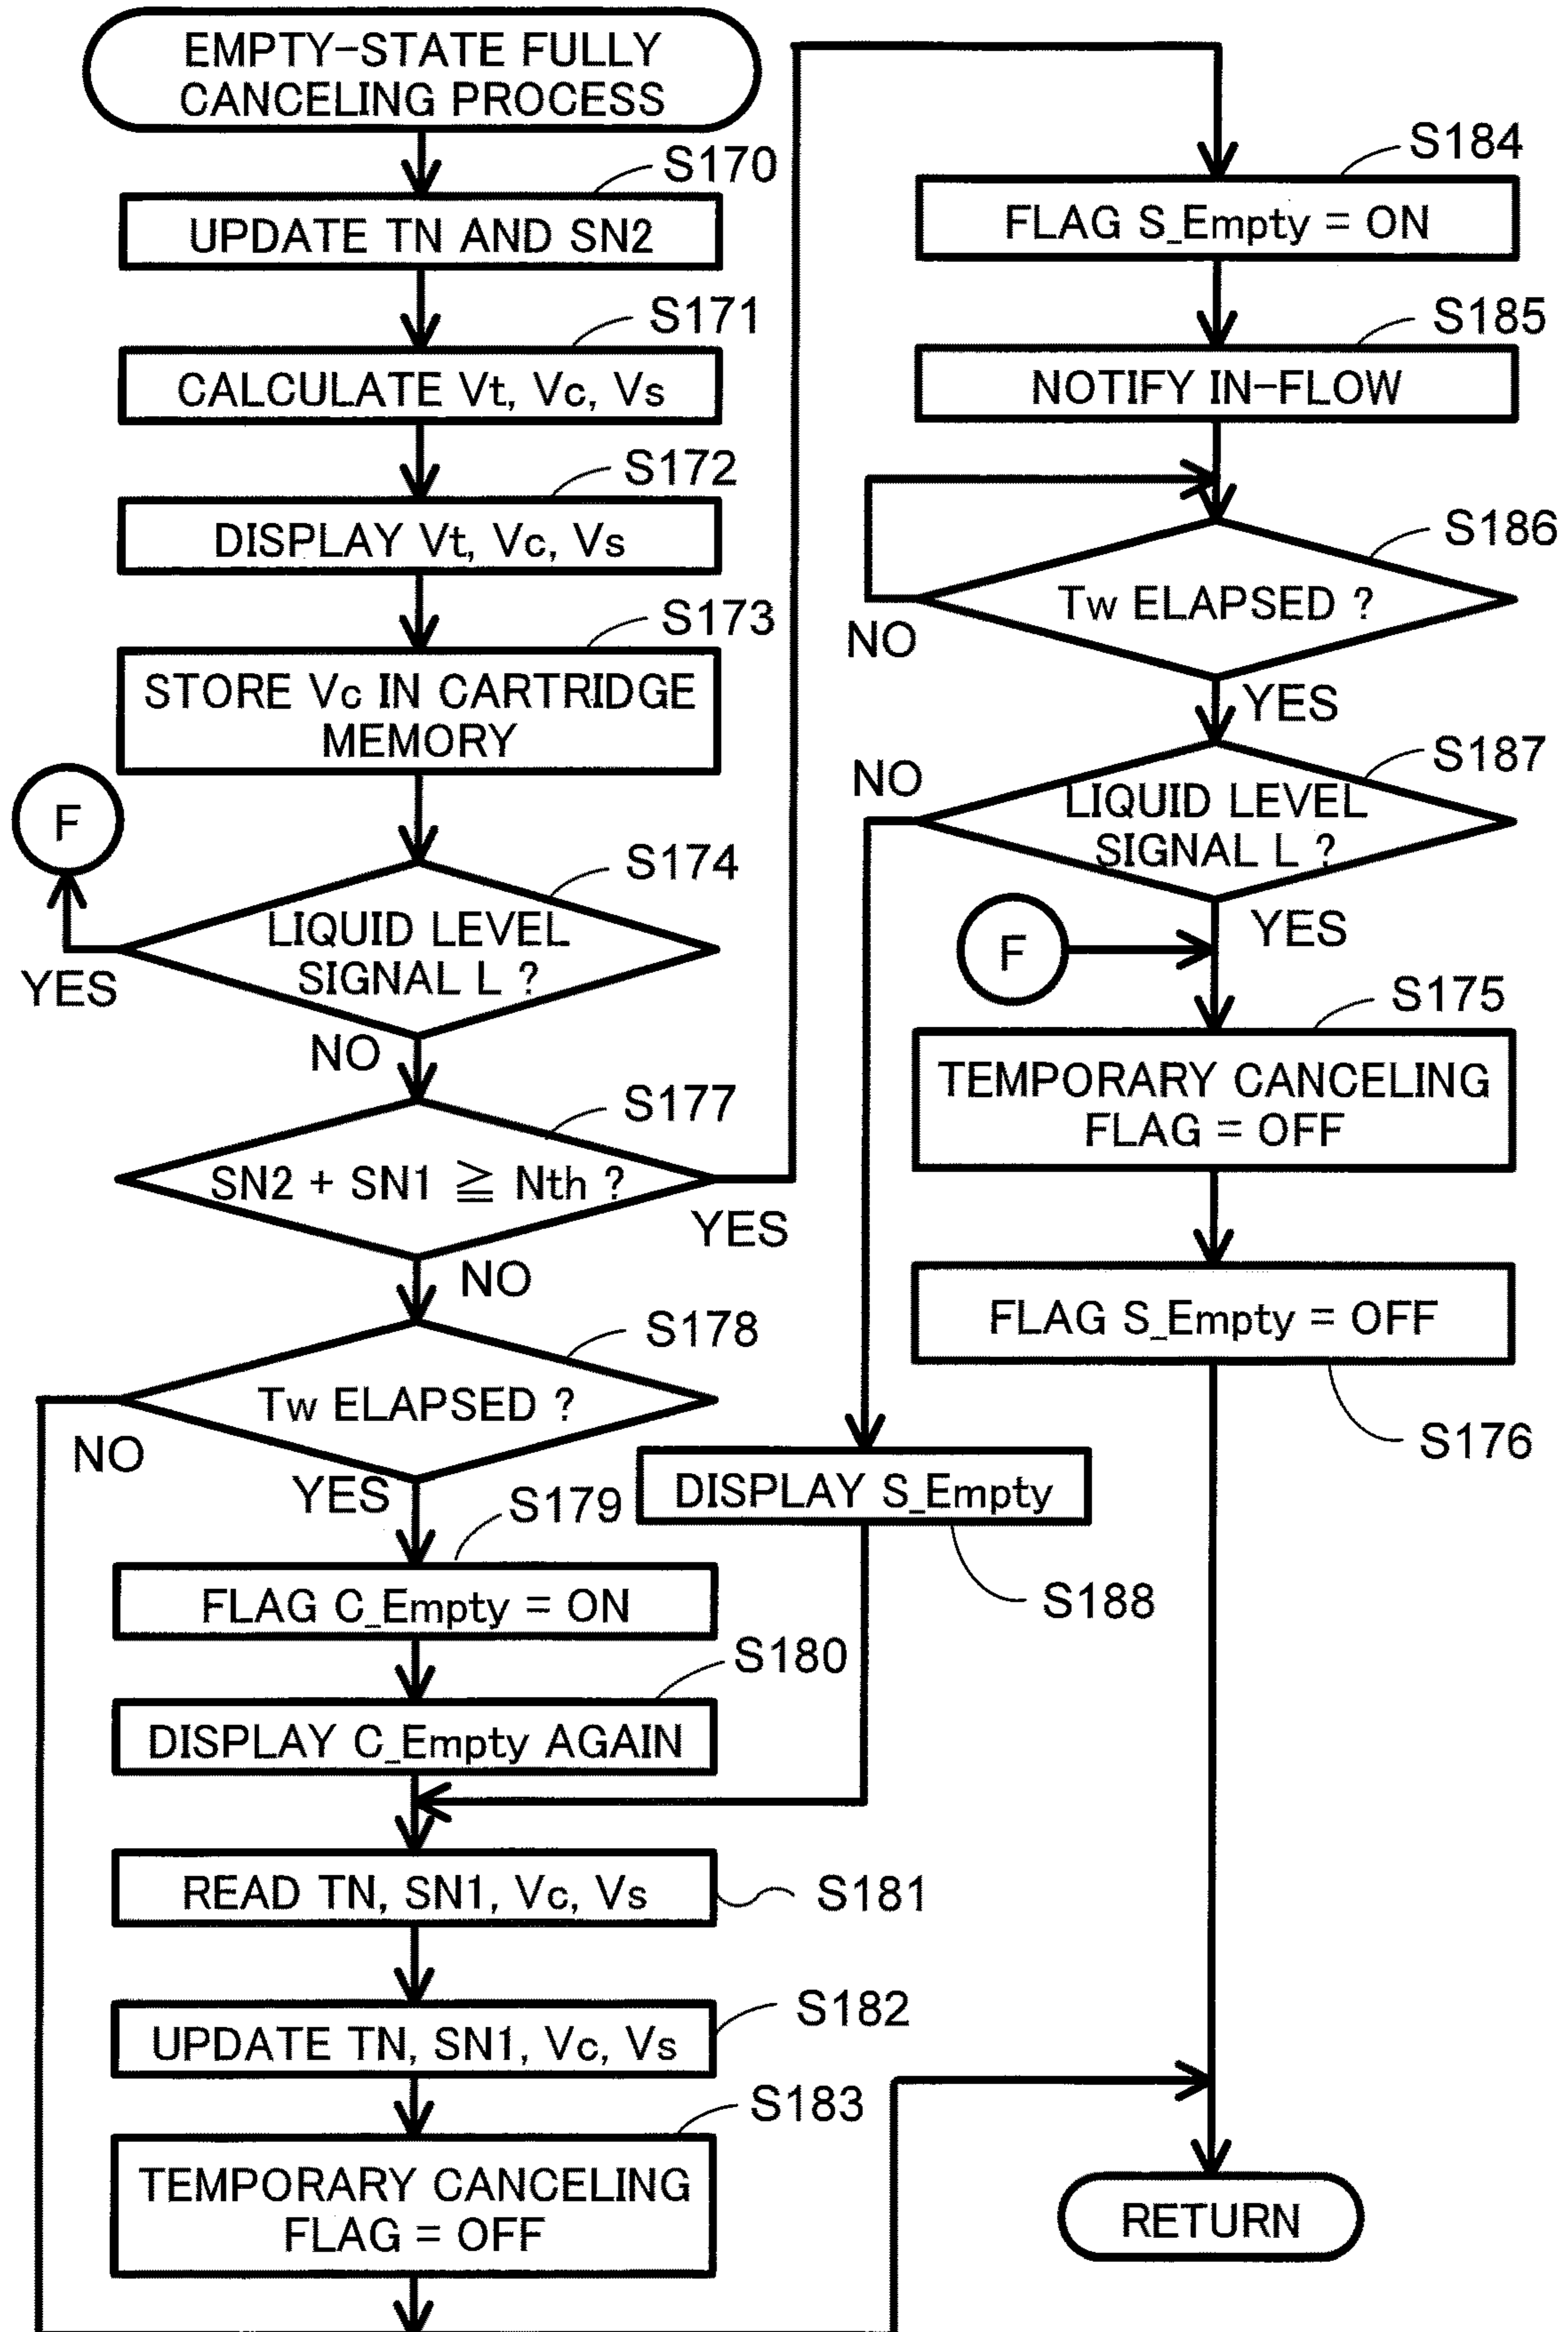 EMPTY-STATE FULLY
CANCELING PROCESS
S170
UPDATE TN AND SN2
S171
CALCULATE Vt, Vc, Vs
S172
DISPLAY Vt, Vc, Vs
S173
STORE Vc IN CARTRIDGE
MEMORY
F
S174
LIQUID LEVEL
SIGNAL L ?
YES
NO
S177
SN2 + SN1 ≧ Nth ?
YES
NO
S178
Tw ELAPSED ?
NO
YES
S179
FLAG C_Empty = ON
S180
DISPLAY C_Empty AGAIN
READ TN, SN1, Vc, Vs
S181
S182
UPDATE TN, SN1, Vc, Vs
S183
TEMPORARY CANCELING
FLAG = OFF
S184
FLAG S_Empty = ON
S185
NOTIFY IN-FLOW
S186
Tw ELAPSED ?
NO
YES
S187
NO
LIQUID LEVEL
SIGNAL L ?
YES
F
S175
TEMPORARY CANCELING
FLAG = OFF
FLAG S_Empty = OFF
S176
DISPLAY S_Empty
S188
RETURN